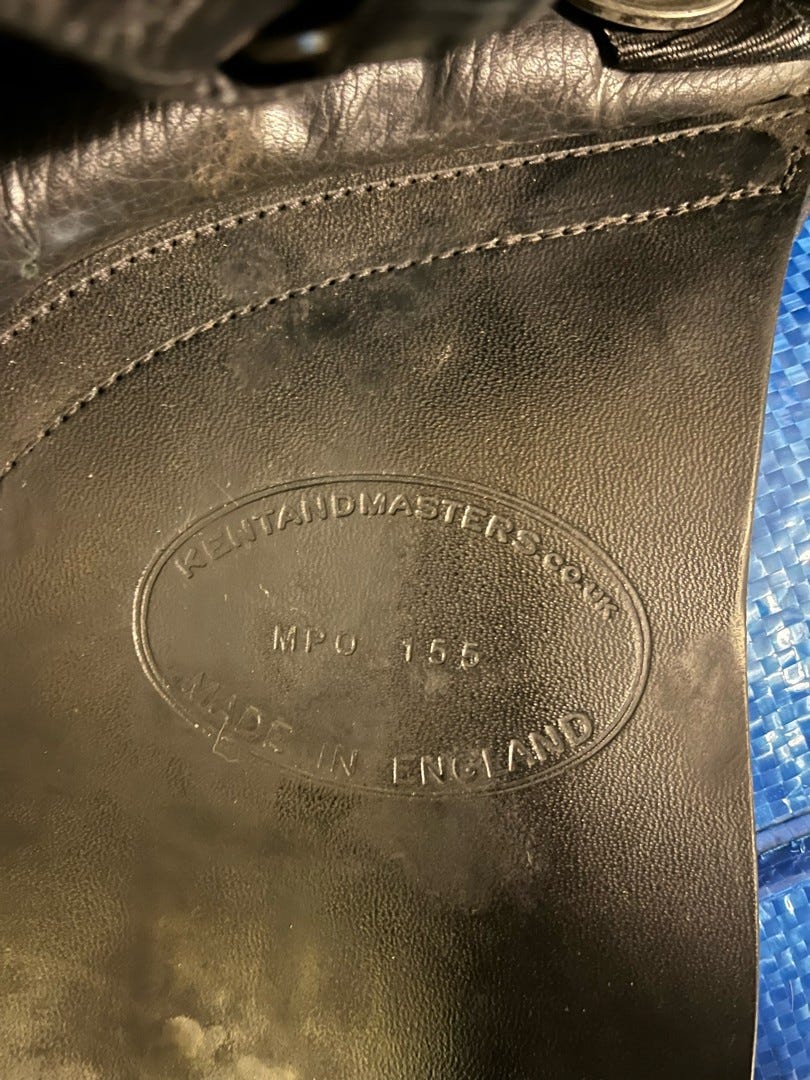 KENTANDMASTERS.CO.UK
MPO 155
MADE IN ENGLAND